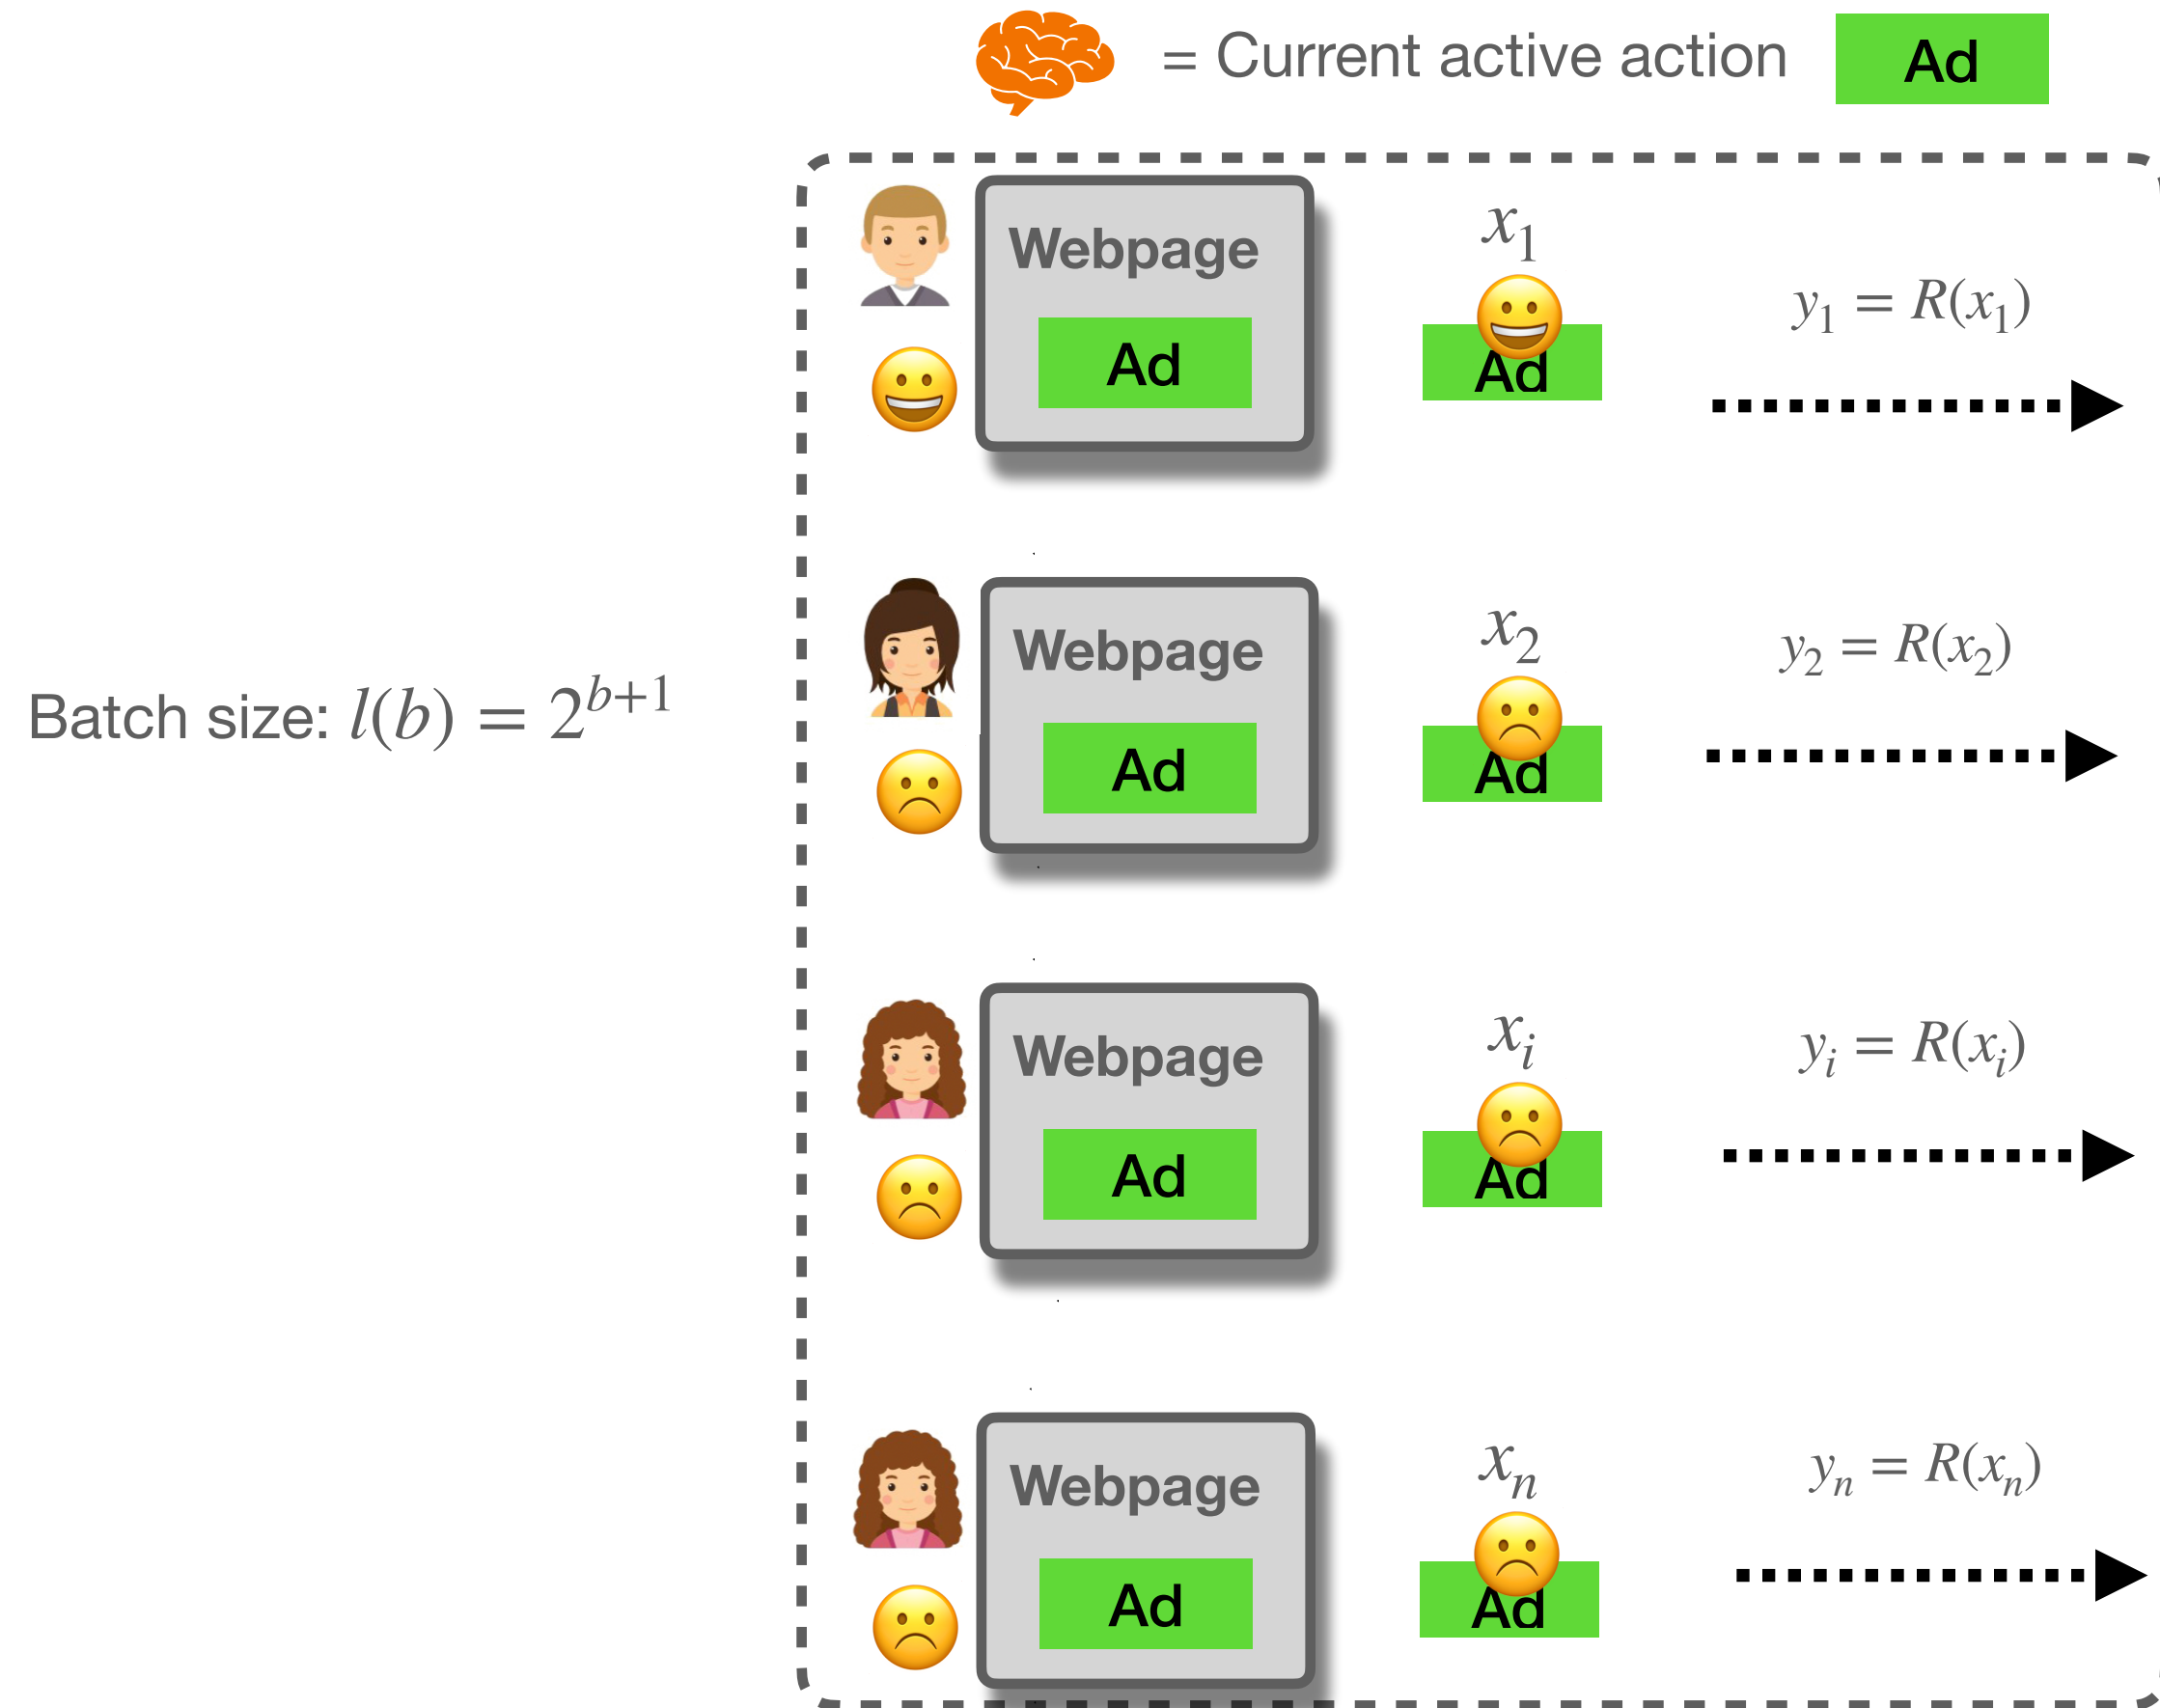 = Current active action
Ad
Webpage
Ad
x₁
Ad
y₁ = R(x₁)
Batch size: l(b) = 2^{b+1}
Webpage
Ad
x₂
Ad
y₂ = R(x₂)
Webpage
Ad
xᵢ
Ad
yᵢ = R(xᵢ)
Webpage
Ad
xₙ
Ad
yₙ = R(xₙ)